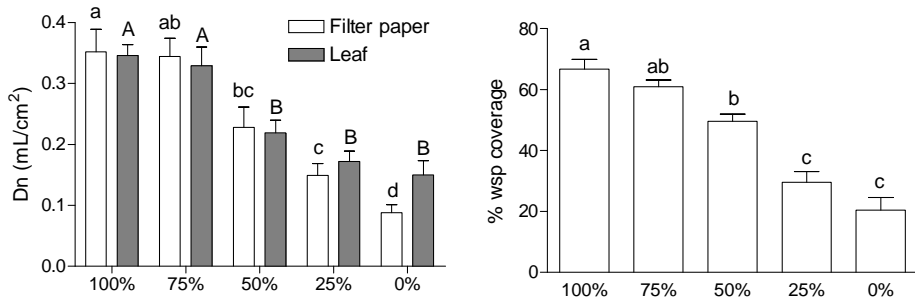 Dn (mL/cm²)
0.4
0.3
0.2
0.1
0.0
a A ab A bc B c B d B
Filter paper
Leaf
100% 75% 50% 25% 0%
% wsp coverage
80
60
40
20
0
a ab b c c
100% 75% 50% 25% 0%